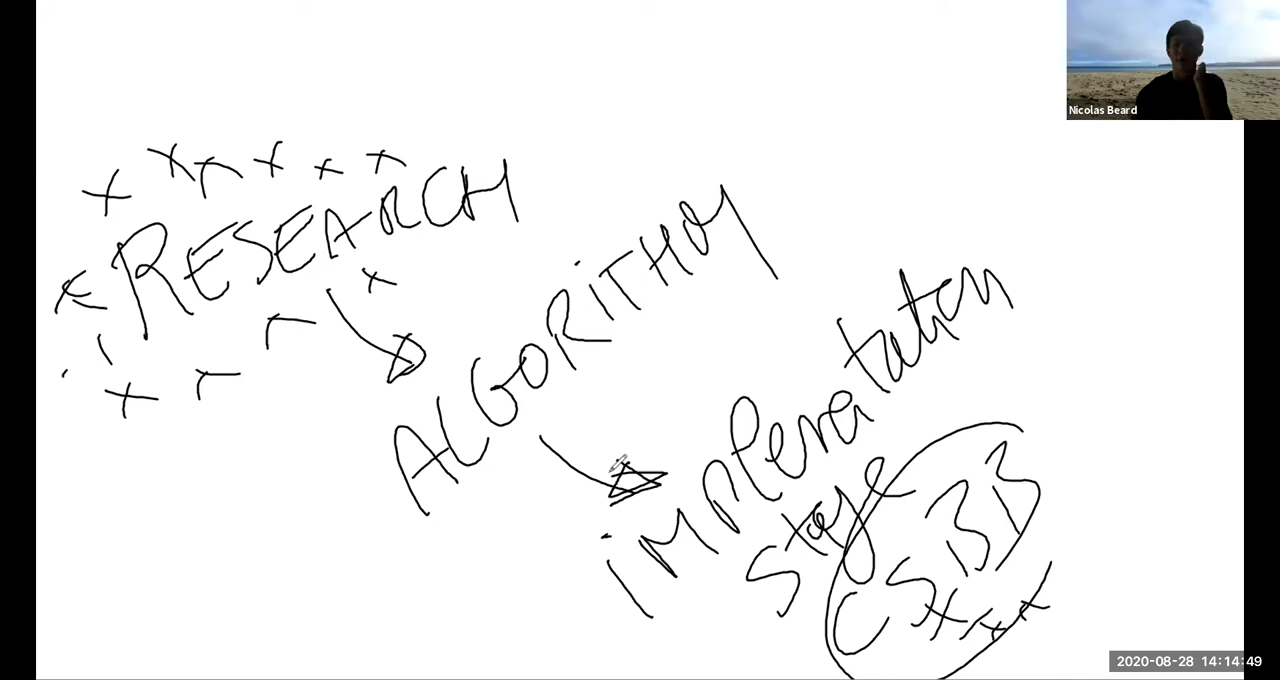 Nicolas Beard
RESEARCH
ALGORITHM
iMPlementation
stage
CS133
2020-08-28 14:14:49